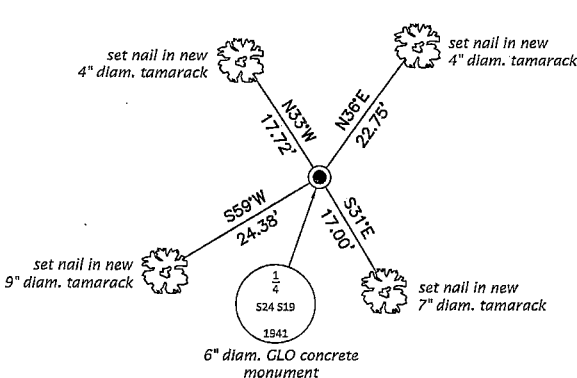 set nail in new
4" diam. tamarack
set nail in new
4" diam. tamarack
N33°W
17.72'
N36°E
22.75'
S59°W
24.38'
S31°E
17.00'
set nail in new
9" diam. tamarack
set nail in new
7" diam. tamarack
1
4
S24 S19
1941
6" diam. GLO concrete
monument